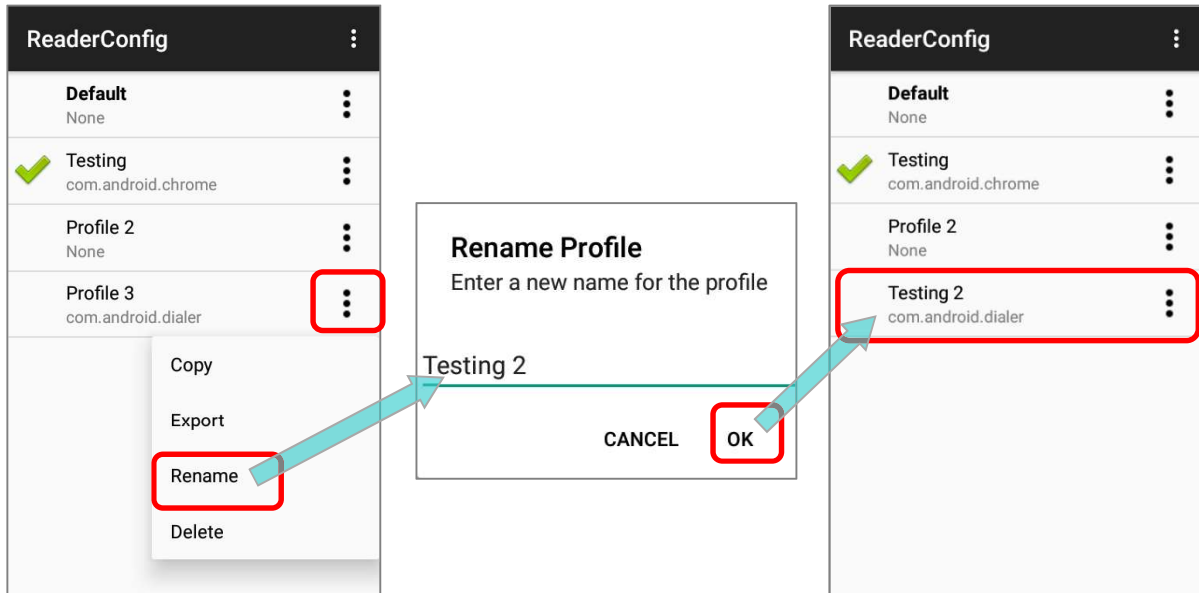 ReaderConfig
Default
None
Testing
com.android.chrome
Profile 2
None
Profile 3
com.android.dialer
Copy
Export
Rename
Delete
Rename Profile
Enter a new name for the profile
Testing 2
CANCEL OK
ReaderConfig
Default
None
Testing
com.android.chrome
Profile 2
None
Testing 2
com.android.dialer